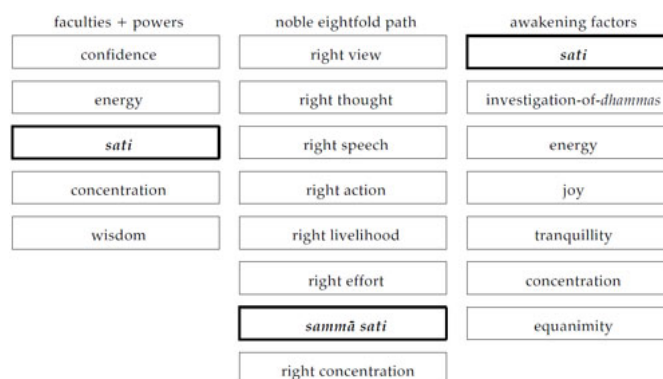 faculties + powers
confidence
energy
sati
concentration
wisdom
noble eightfold path
right view
right thought
right speech
right action
right livelihood
right effort
sammā sati
right concentration
awakening factors
sati
investigation-of-dhammas
energy
joy
tranquillity
concentration
equanimity